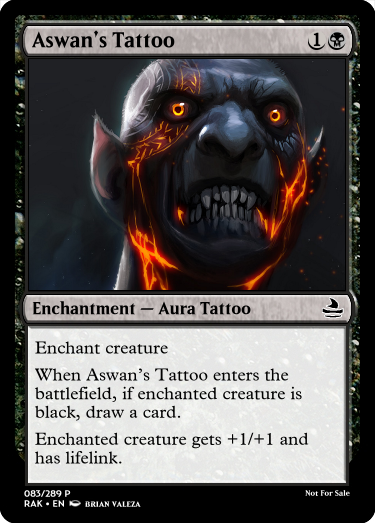 Aswan's Tattoo 1
Enchantment — Aura Tattoo
Enchant creature
When Aswan's Tattoo enters the
battlefield, if enchanted creature is
black, draw a card.
Enchanted creature gets +1/+1 and
has lifelink.
083/289 P Not For Sale
RAK • EN BRIAN VALEZA